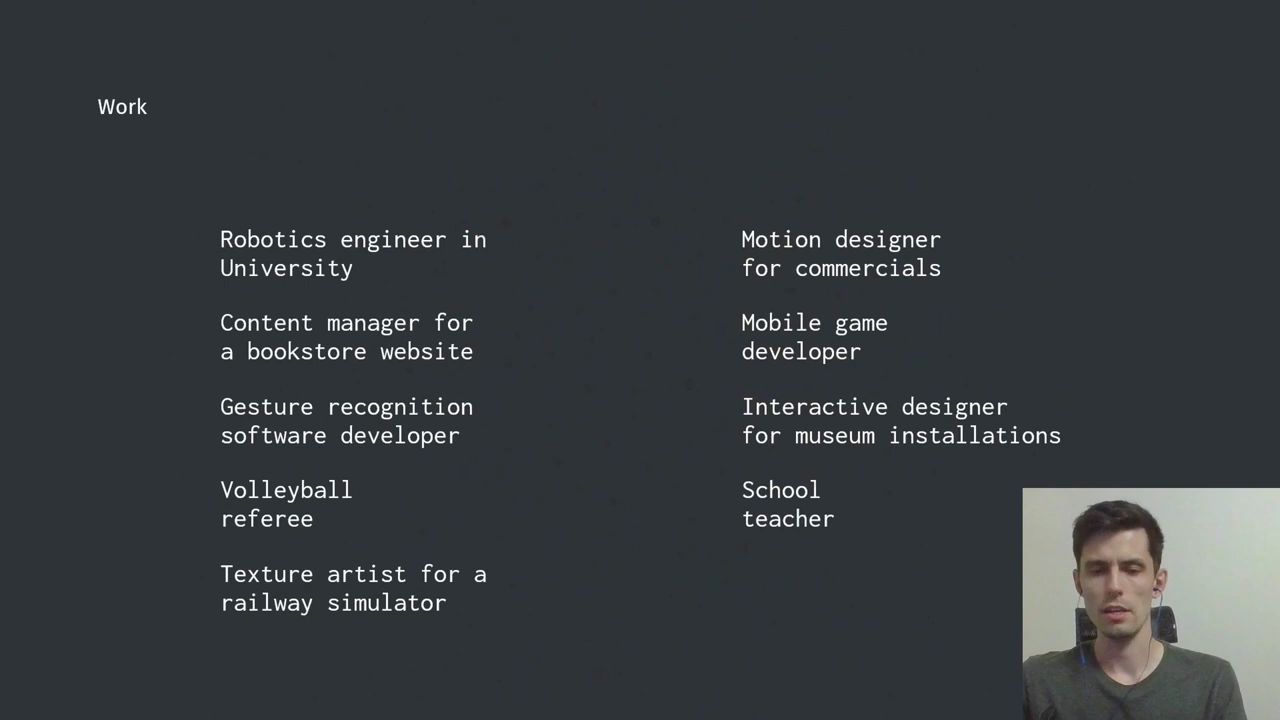 Work
Robotics engineer in
University
Content manager for
a bookstore website
Gesture recognition
software developer
Volleyball
referee
Texture artist for a
railway simulator
Motion designer
for commercials
Mobile game
developer
Interactive designer
for museum installations
School
teacher